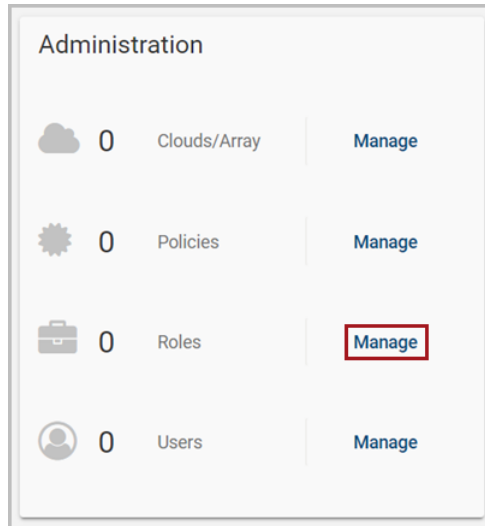 Administration
0 Clouds/Array Manage
0 Policies Manage
0 Roles Manage
0 Users Manage